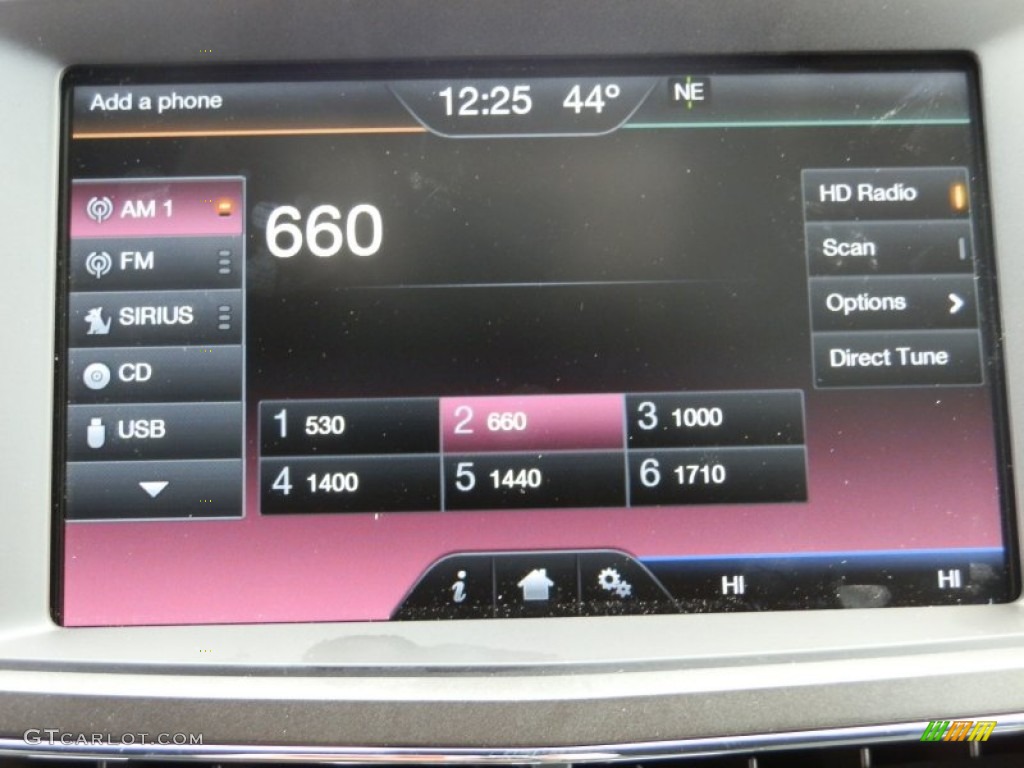 Add a phone
12:25 44° NE
AM 1
FM
SIRIUS
CD
USB
660
HD Radio
Scan
Options
Direct Tune
1 530 2 660 3 1000
4 1400 5 1440 6 1710
i
HI HI
GTCARLOT.COM